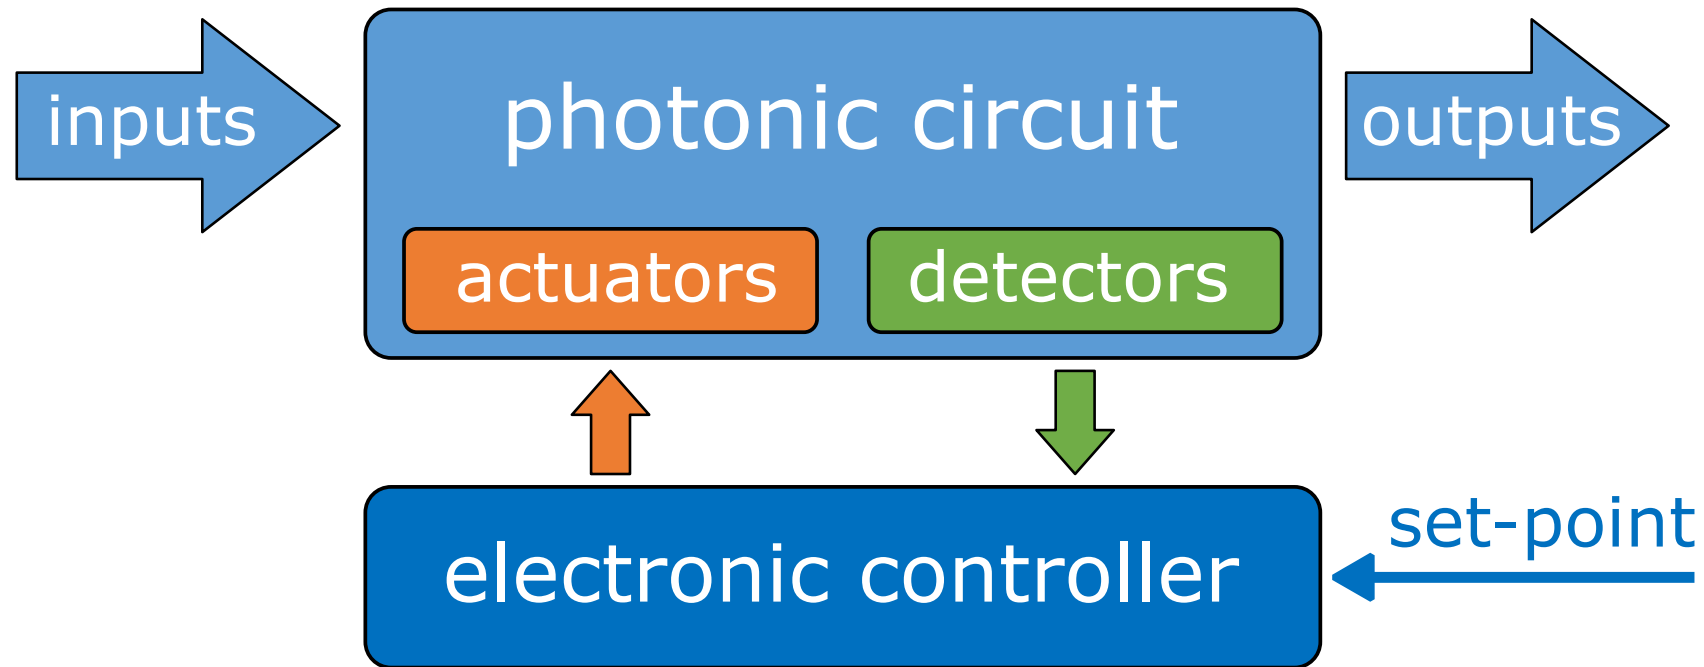 inputs
photonic circuit
outputs
actuators
detectors
set-point
electronic controller